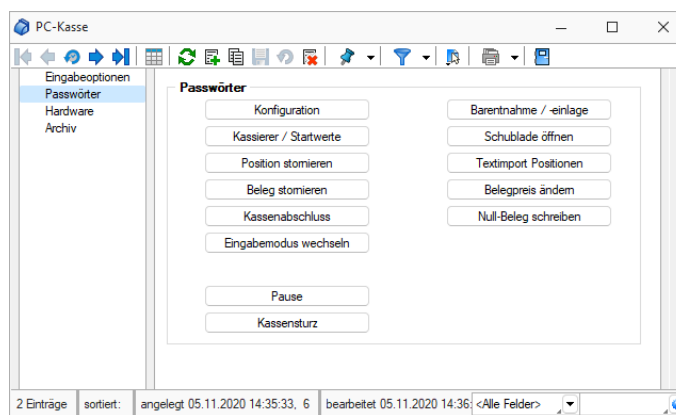 PC-Kasse
Eingabeoptionen
Passwörter
Hardware
Archiv
Passwörter
Konfiguration
Barentnahme / -einlage
Kassierer / Startwerte
Schublade öffnen
Position stornieren
Textimport Positionen
Beleg stornieren
Belegpreis ändern
Kassenabschluss
Null-Beleg schreiben
Eingabemodus wechseln
Pause
Kassensturz
2 Einträge sortiert: angelegt 05.11.2020 14:35:33, 6 bearbeitet 05.11.2020 14:36: <Alle Felder>